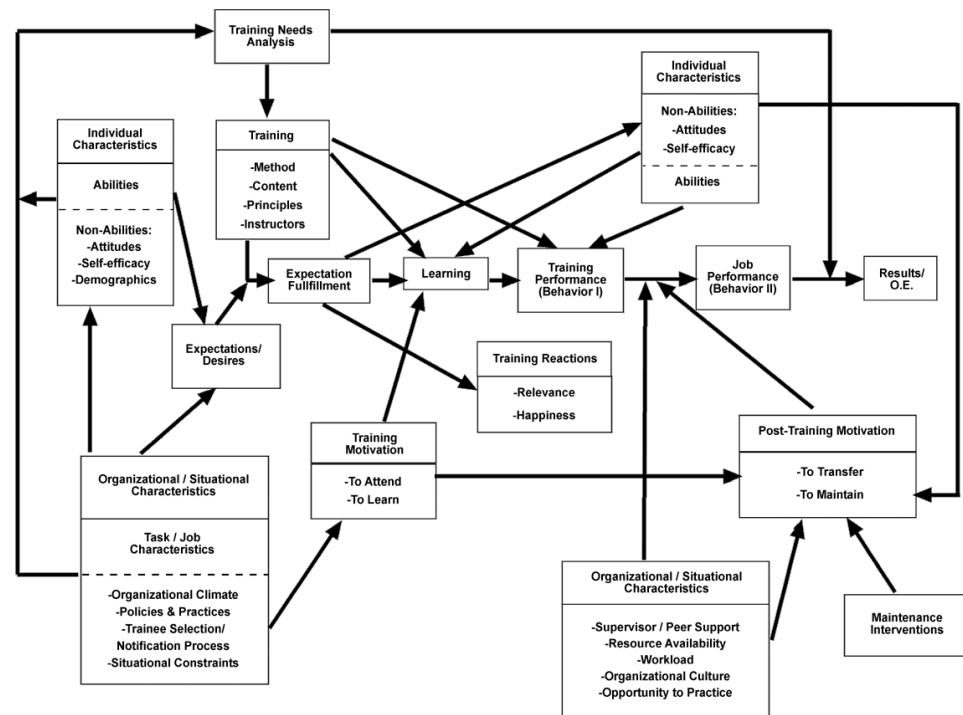 Training Needs
Analysis
Individual
Characteristics
Non-Abilities:
-Attitudes
-Self-efficacy
Abilities
Training
-Method
-Content
-Principles
-Instructors
Individual
Characteristics
Abilities
Non-Abilities:
-Attitudes
-Self-efficacy
-Demographics
Expectation
Fullfillment
Learning
Training
Performance
(Behavior I)
Job
Performance
(Behavior II)
Results/
O.E.
Expectations/
Desires
Training Reactions
-Relevance
-Happiness
Training
Motivation
-To Attend
-To Learn
Post-Training Motivation
-To Transfer
-To Maintain
Organizational / Situational
Characteristics
Task / Job
Characteristics
-Organizational Climate
-Policies & Practices
-Trainee Selection/
Notification Process
-Situational Constraints
Organizational / Situational
Characteristics
-Supervisor / Peer Support
-Resource Availability
-Workload
-Organizational Culture
-Opportunity to Practice
Maintenance
Interventions